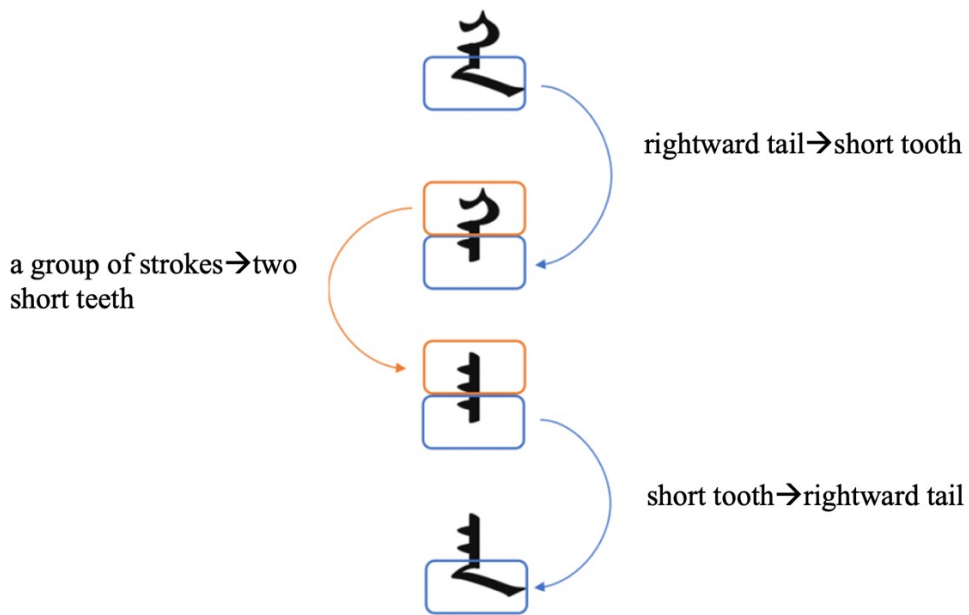 rightward tail→short tooth
a group of strokes→two
short teeth
short tooth→rightward tail